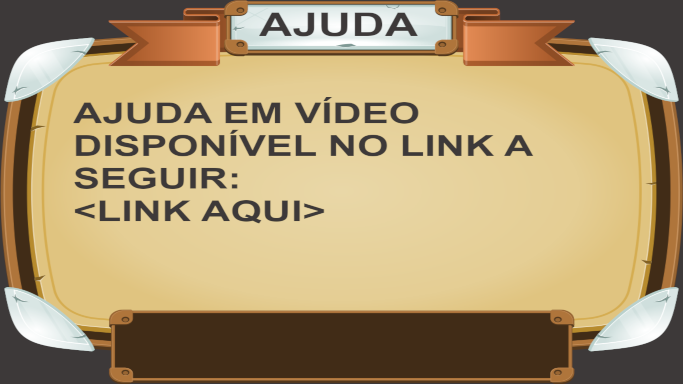 AJUDA
AJUDA EM VÍDEO
DISPONÍVEL NO LINK A
SEGUIR:
<LINK AQUI>